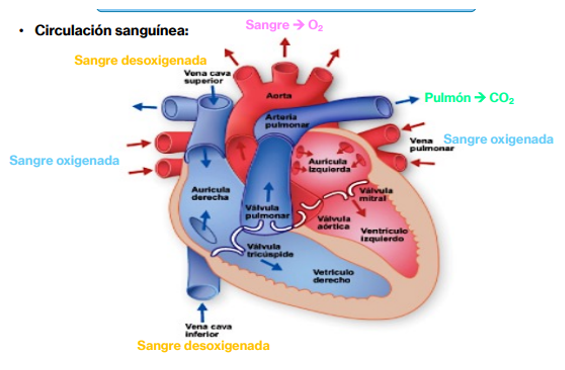 • Circulación sanguínea:
Sangre → O₂
Sangre desoxigenada
Vena cava
superior
Aorta
Arteria
pulmonar
Pulmón → CO₂
Sangre oxigenada
Vena
pulmonar
Sangre oxigenada
Aurícula
izquierda
Aurícula
derecha
Válvula
mitral
Válvula
pulmonar
Válvula
aórtica
Ventrículo
izquierdo
Válvula
tricúspide
Vetrículo
derecho
Vena cava
inferior
Sangre desoxigenada